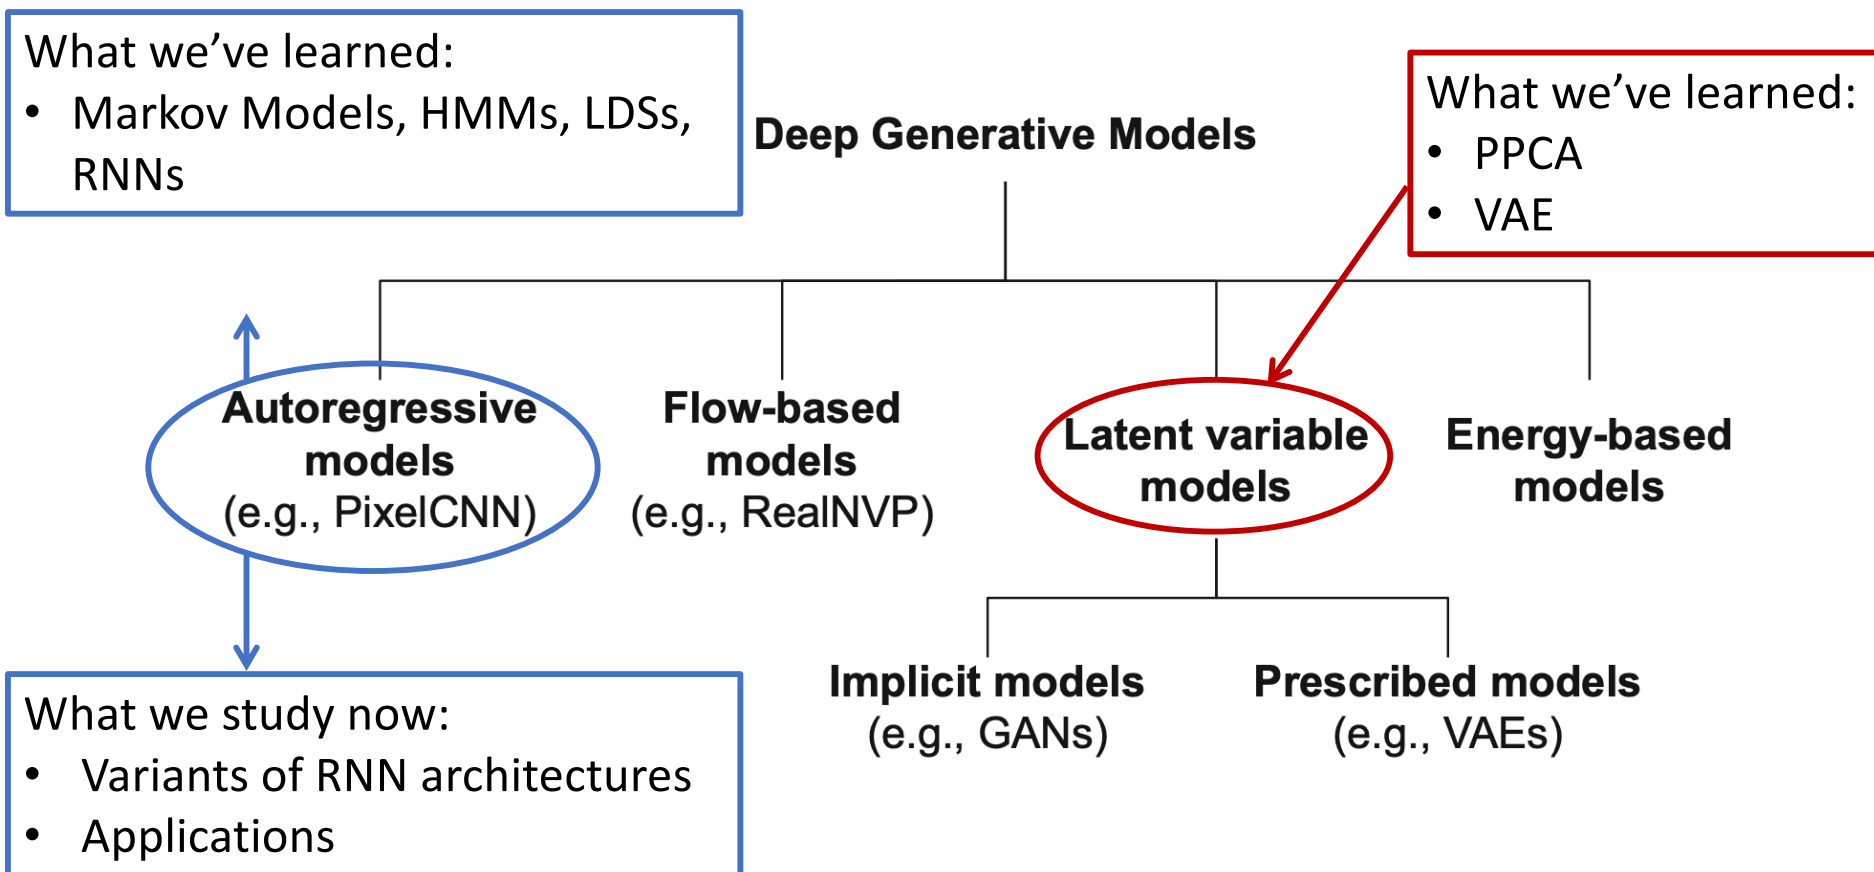 What we've learned:
• Markov Models, HMMs, LDSs,
RNNs
Deep Generative Models
What we've learned:
• PPCA
• VAE
Autoregressive
models
(e.g., PixelCNN)
Flow-based
models
(e.g., RealNVP)
Latent variable
models
Energy-based
models
Implicit models
(e.g., GANs)
Prescribed models
(e.g., VAEs)
What we study now:
• Variants of RNN architectures
• Applications